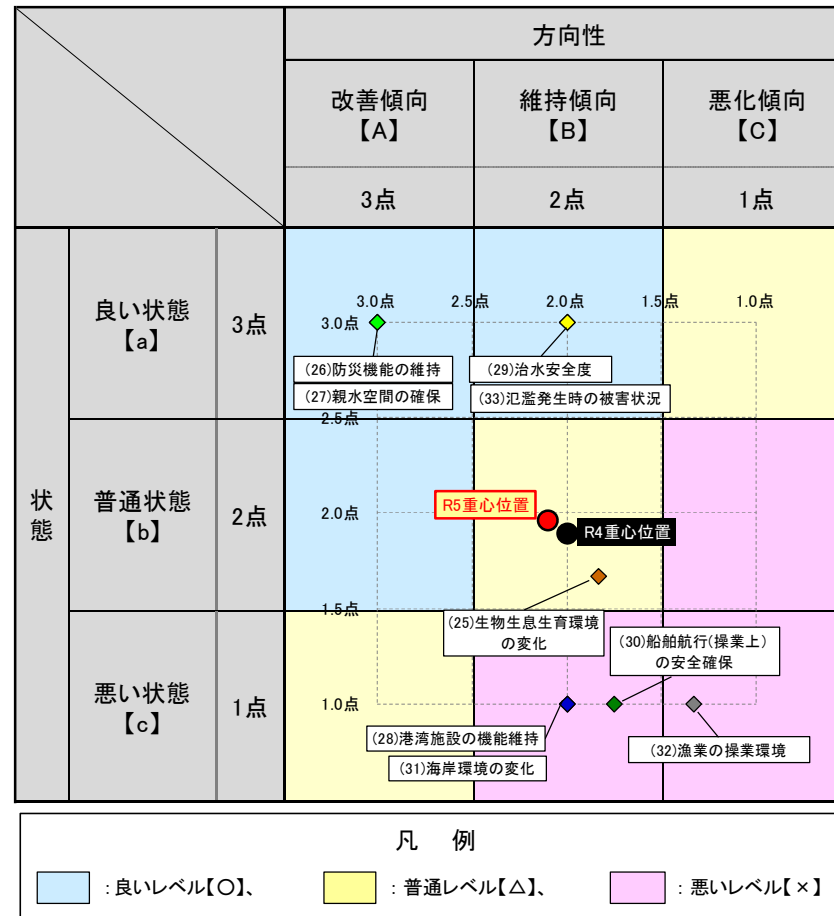 方向性
改善傾向
【A】
維持傾向
【B】
悪化傾向
【C】
3点
2点
1点
状態
良い状態
【a】
3点
普通状態
【b】
2点
悪い状態
【c】
1点
3.0点
2.5点
2.0点
1.5点
1.0点
3.0点
2.5点
2.0点
1.5点
1.0点
(26)防災機能の維持
(27)親水空間の確保
(29)治水安全度
(33)氾濫発生時の被害状況
R5重心位置
R4重心位置
(25)生物生息生育環境
の変化
(30)船舶航行(操業上)
の安全確保
(28)港湾施設の機能維持
(31)海岸環境の変化
(32)漁業の操業環境
凡 例
：良いレベル【〇】、
：普通レベル【△】、
：悪いレベル【×】